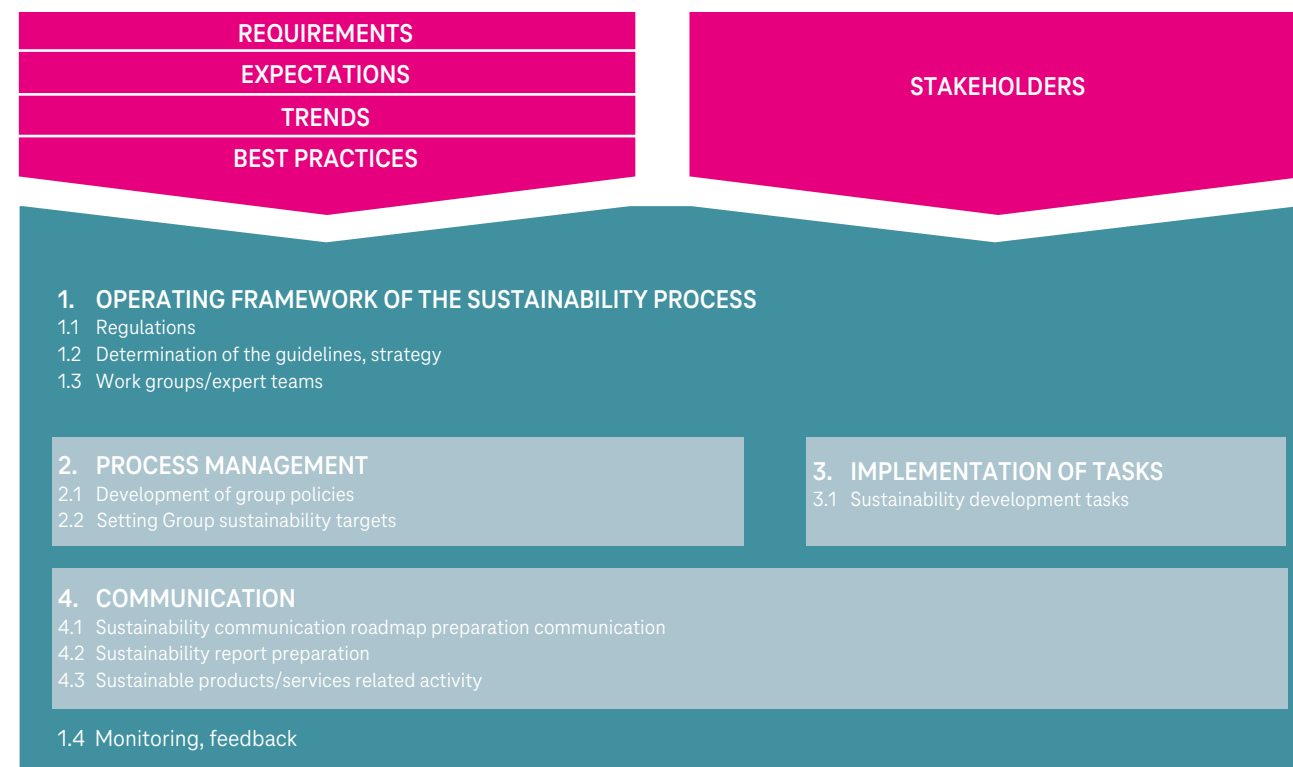 REQUIREMENTS
EXPECTATIONS
TRENDS
BEST PRACTICES
STAKEHOLDERS
1. OPERATING FRAMEWORK OF THE SUSTAINABILITY PROCESS
1.1 Regulations
1.2 Determination of the guidelines, strategy
1.3 Work groups/expert teams
2. PROCESS MANAGEMENT
2.1 Development of group policies
2.2 Setting Group sustainability targets
3. IMPLEMENTATION OF TASKS
3.1 Sustainability development tasks
4. COMMUNICATION
4.1 Sustainability communication roadmap preparation communication
4.2 Sustainability report preparation
4.3 Sustainable products/services related activity
1.4 Monitoring, feedback